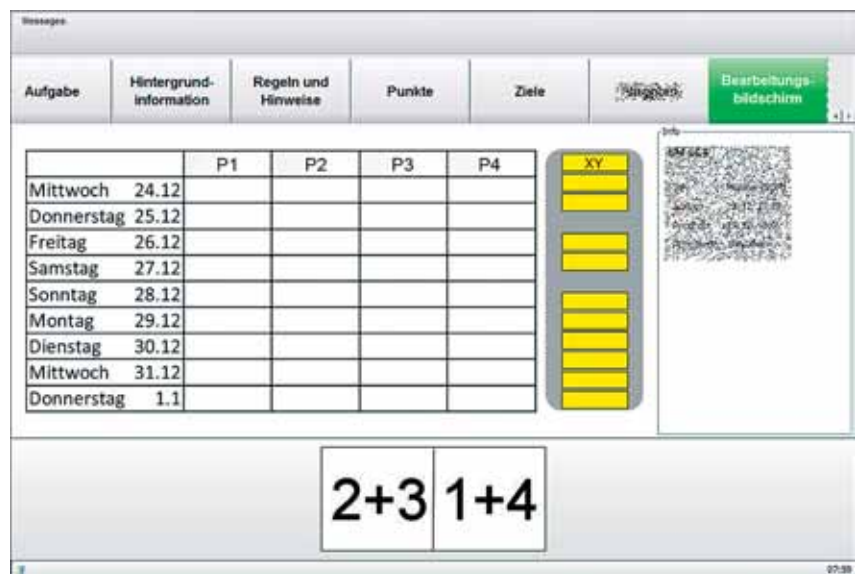 Messages
Aufgabe
Hintergrund-
information
Regeln und
Hinweise
Punkte
Ziele
Bearbeitungs-
bildschirm
Info
P1 P2 P3 P4 XY
Mittwoch 24.12
Donnerstag 25.12
Freitag 26.12
Samstag 27.12
Sonntag 28.12
Montag 29.12
Dienstag 30.12
Mittwoch 31.12
Donnerstag 1.1
2+3 1+4
07:59